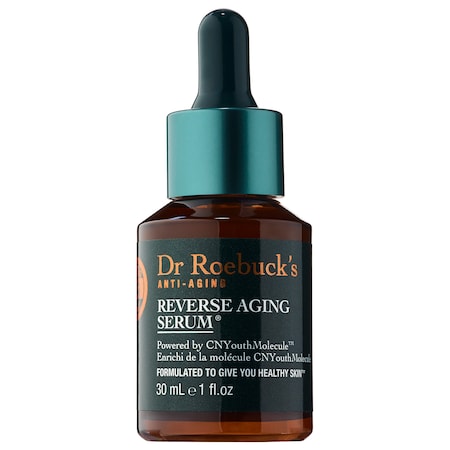 Dr Roebuck's
ANTI-AGING
REVERSE AGING
SERUM®
Powered by CNYouthMolecule™
Enrichi de la molécule CNYouthMolecule
FORMULATED TO GIVE YOU HEALTHY SKIN™
30 mL e 1 fl.oz